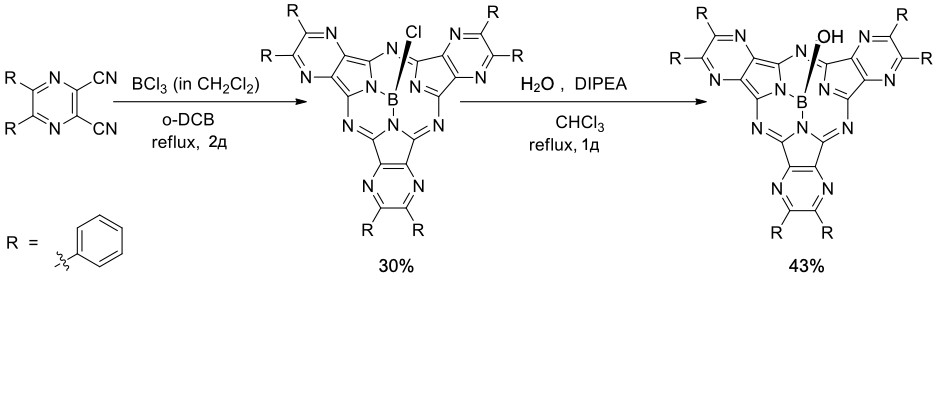 R
R
N
N
CN
CN
BCl₃ (in CH₂Cl₂)
o-DCB
reflux, 2д
R
R
N
N
N
Cl
N
N
R
R
N
N
B
N
N
N
N
N
R
R
30%
H₂O , DIPEA
CHCl₃
reflux, 1д
R
R
N
N
N
OH
N
N
R
R
N
N
B
N
N
N
N
N
R
R
43%
R =